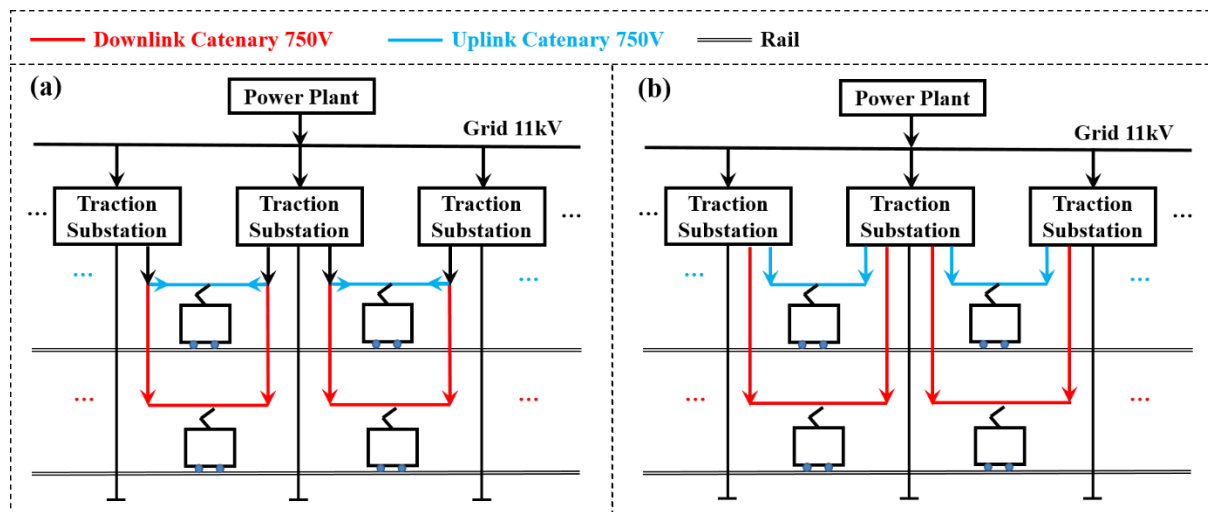 Downlink Catenary 750V Uplink Catenary 750V Rail
(a)
Power Plant
Grid 11kV
Traction Substation
Traction Substation
Traction Substation
...
...
...
...
...
...
(b)
Power Plant
Grid 11kV
Traction Substation
Traction Substation
Traction Substation
...
...
...
...
...
...